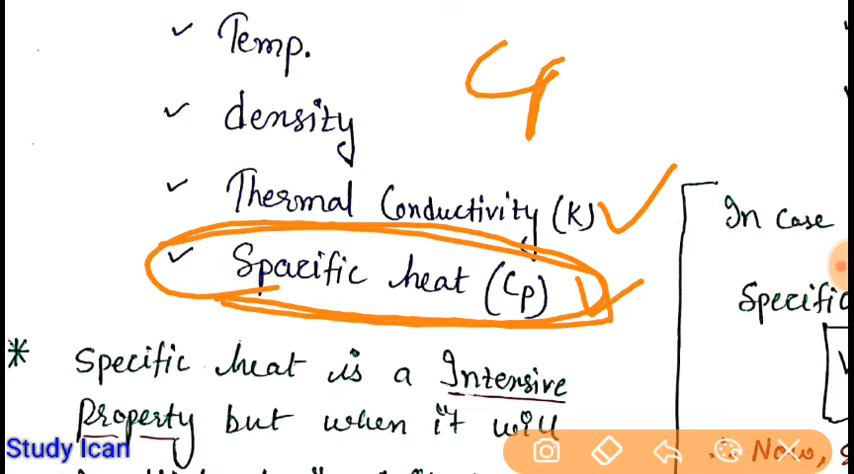 Temp.
Cp
density
Thermal Conductivity (K)
Spacific heat (Cp)
In Case
Specific
* Specific heat is a Intensive
Property but when it will
Study Ican
Now,